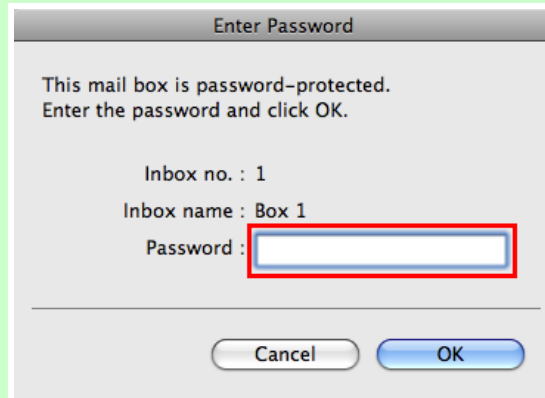 Enter Password
This mail box is password-protected.
Enter the password and click OK.
Inbox no. : 1
Inbox name : Box 1
Password :
Cancel OK